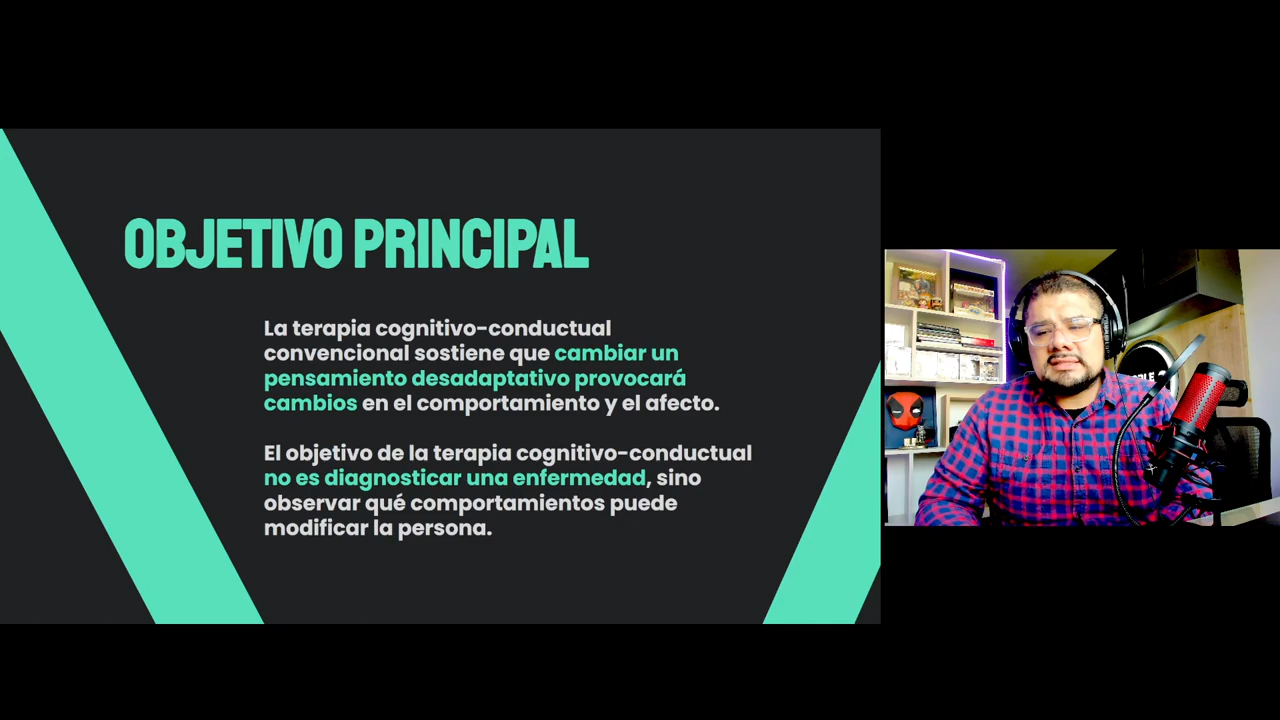 OBJETIVO PRINCIPAL
La terapia cognitivo-conductual
convencional sostiene que cambiar un
pensamiento desadaptativo provocará
cambios en el comportamiento y el afecto.
El objetivo de la terapia cognitivo-conductual
no es diagnosticar una enfermedad, sino
observar qué comportamientos puede
modificar la persona.